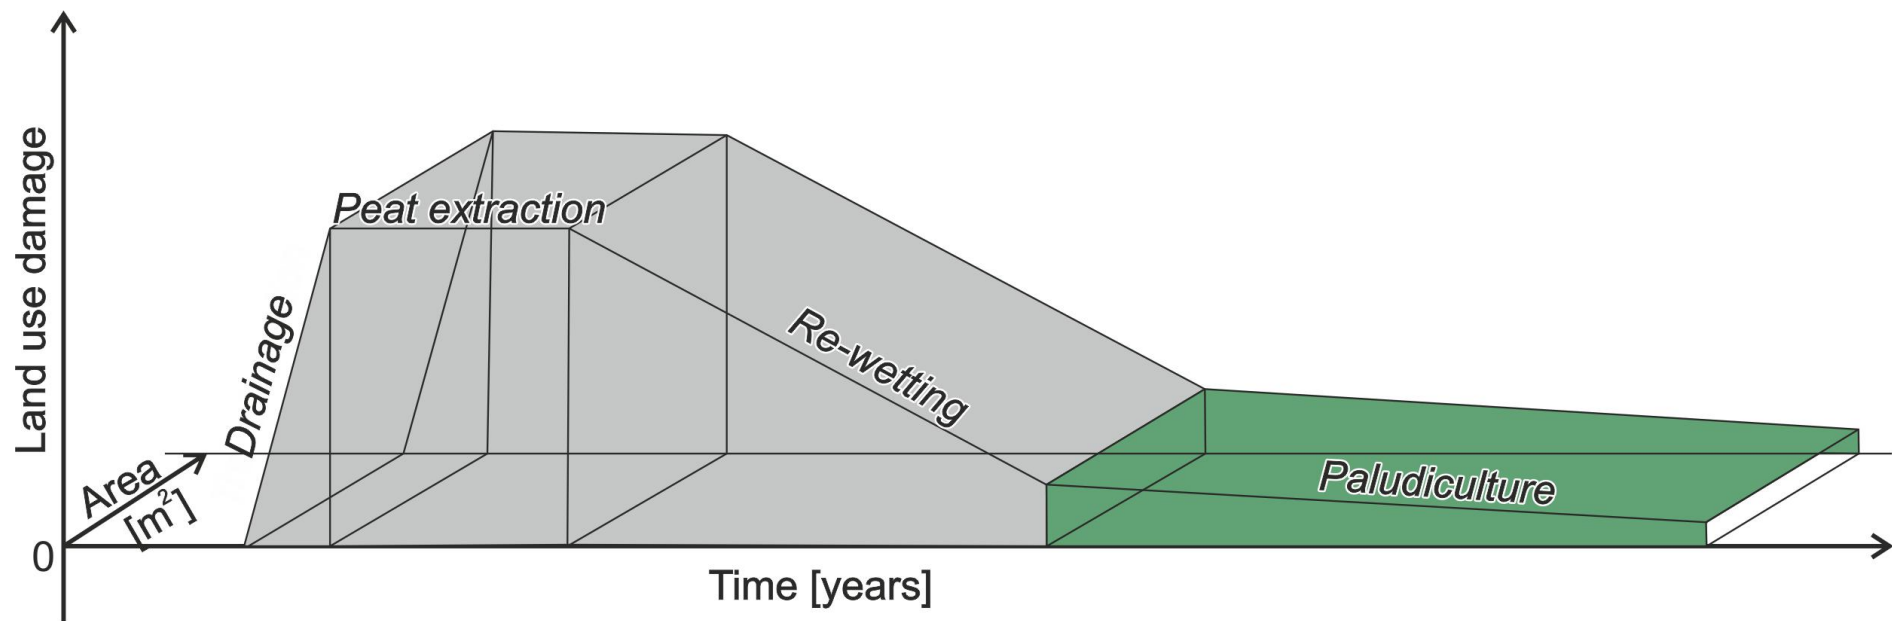 Land use damage
Peat extraction
Drainage
Re-wetting
Paludiculture
Area
[m²]
0
Time [years]